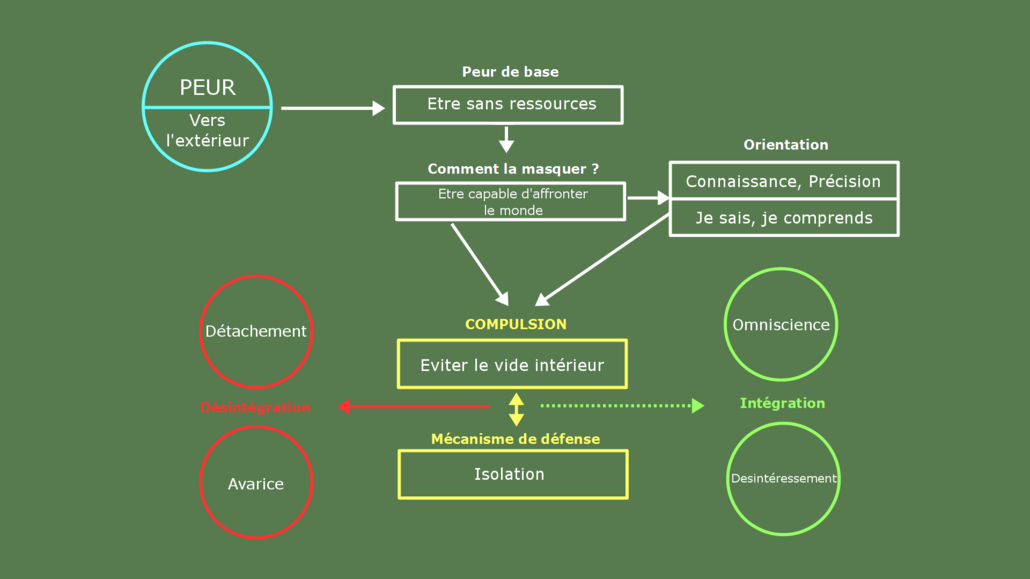 PEUR
Vers
l'extérieur
Peur de base
Etre sans ressources
Comment la masquer ?
Etre capable d'affronter
le monde
Orientation
Connaissance, Précision
Je sais, je comprends
COMPULSION
Eviter le vide intérieur
Mécanisme de défense
Isolation
Détachement
Désintégration
Avarice
Omniscience
Intégration
Desintéressement